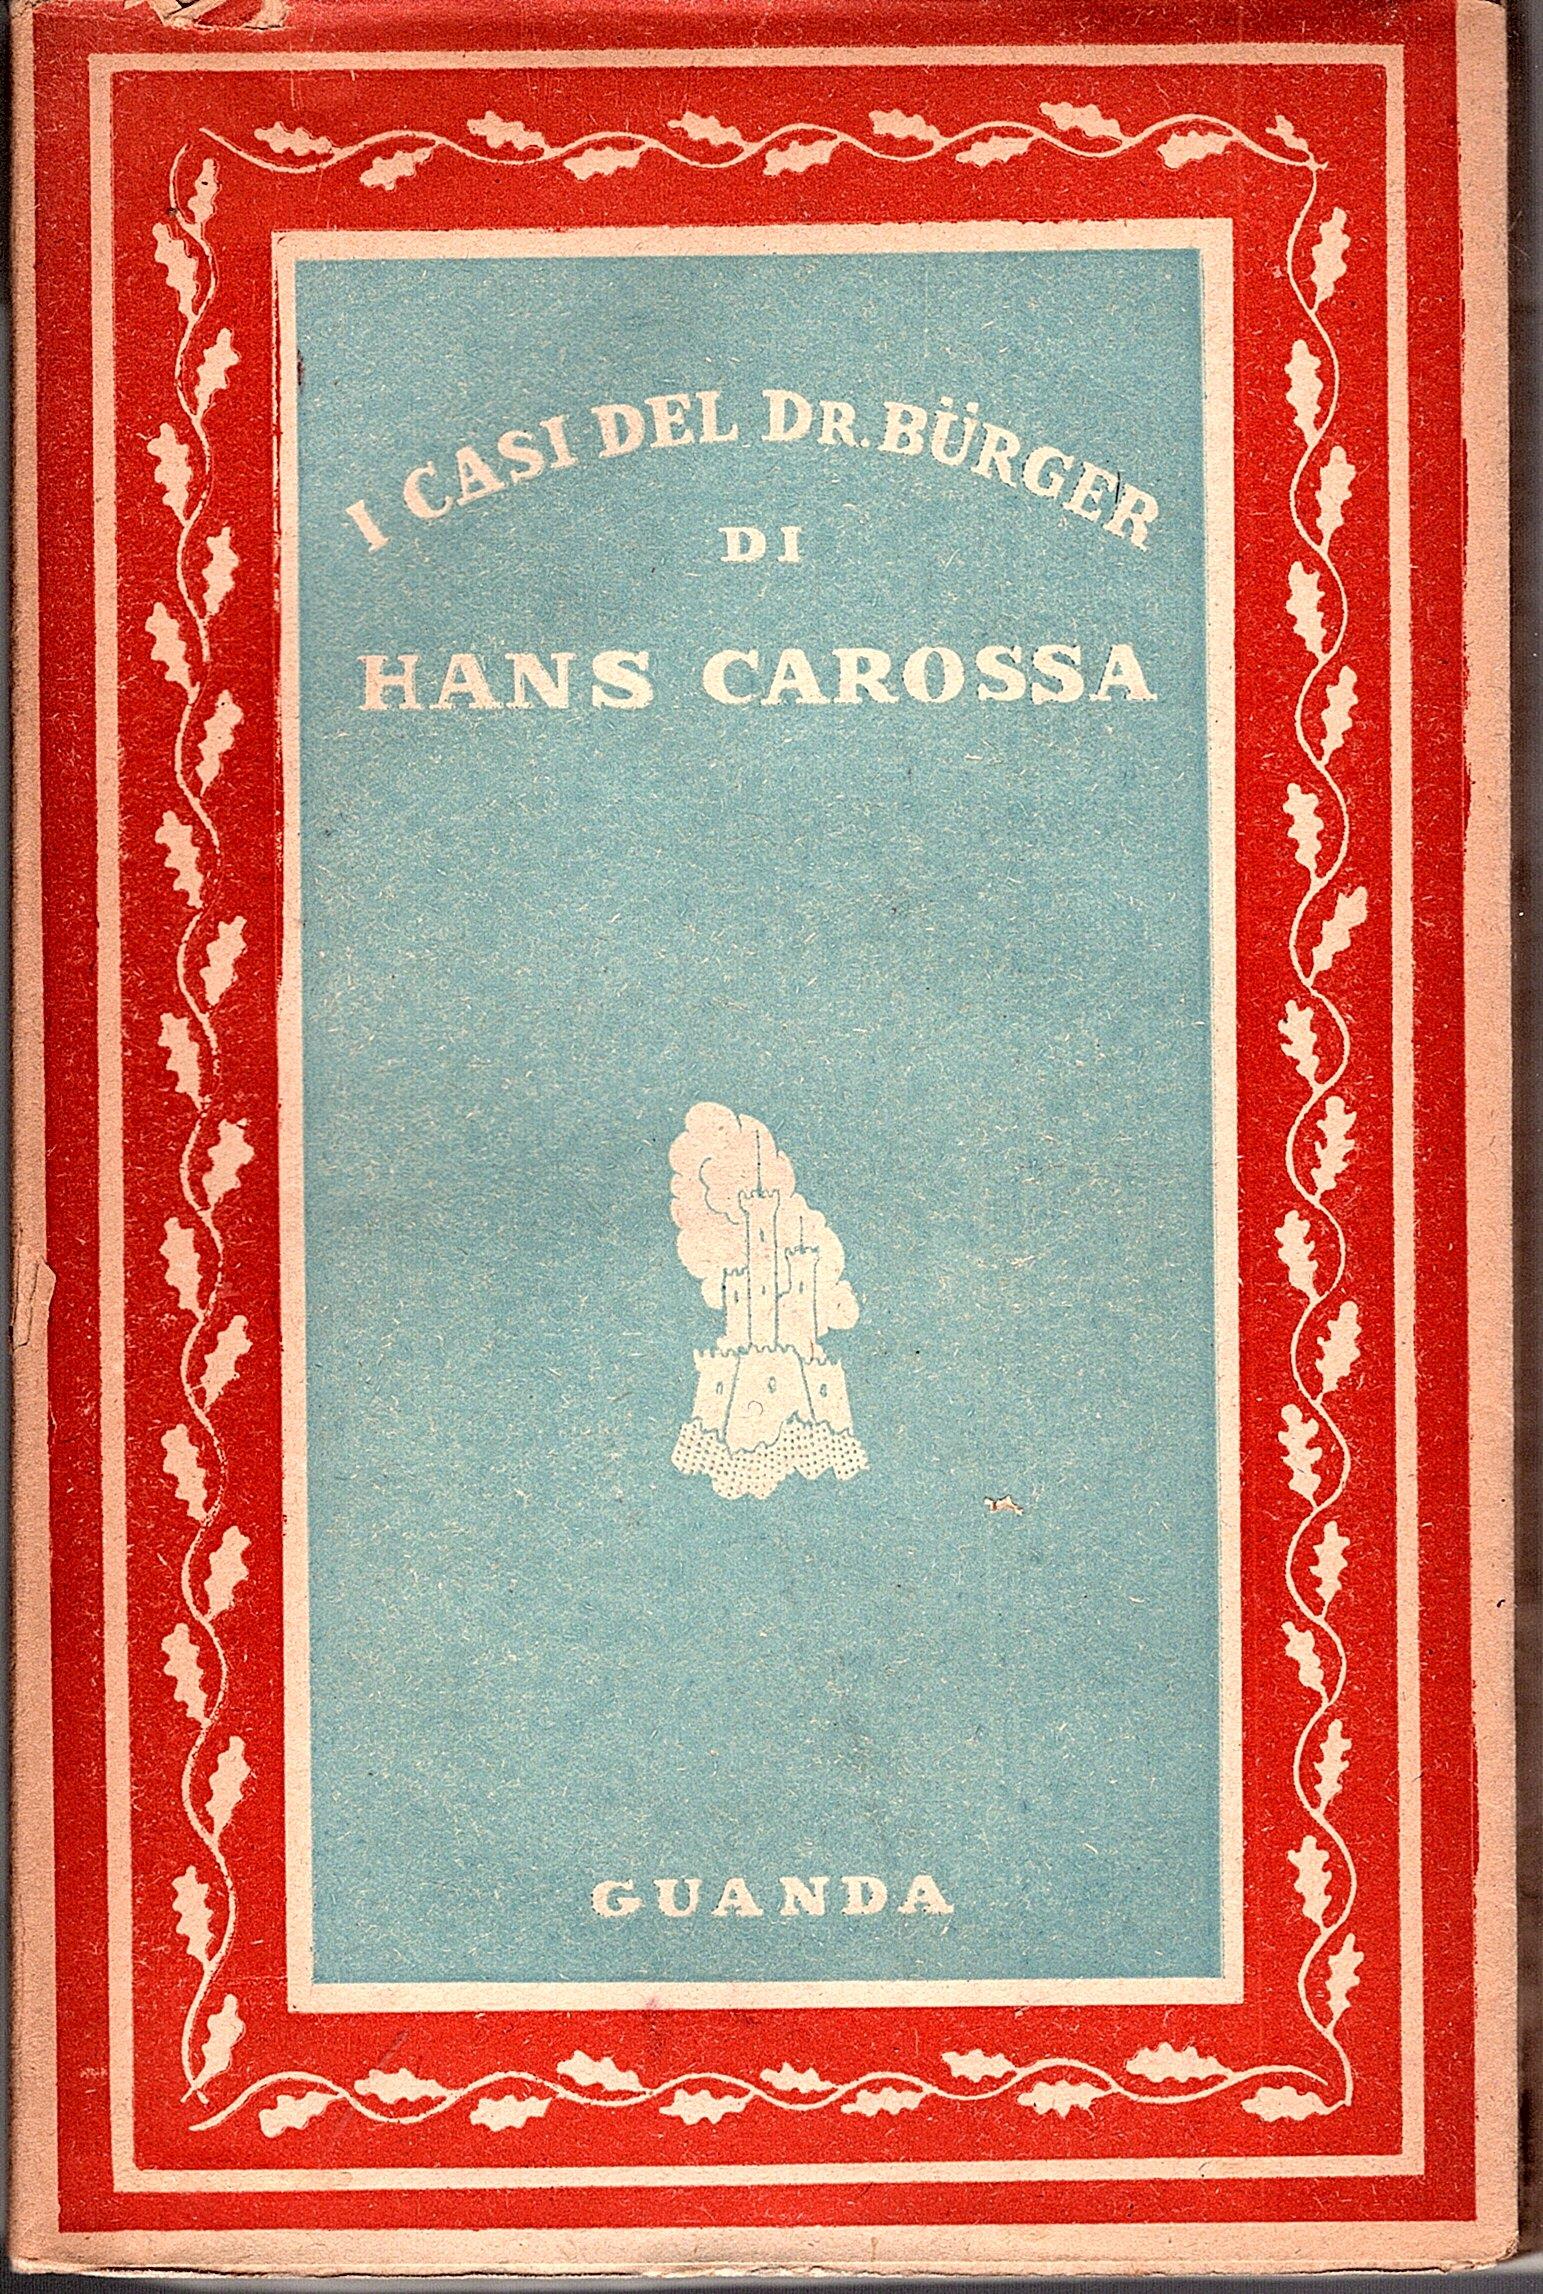 I CASI DEL DR. BÜRGER
DI
HANS CAROSSA
GUANDA